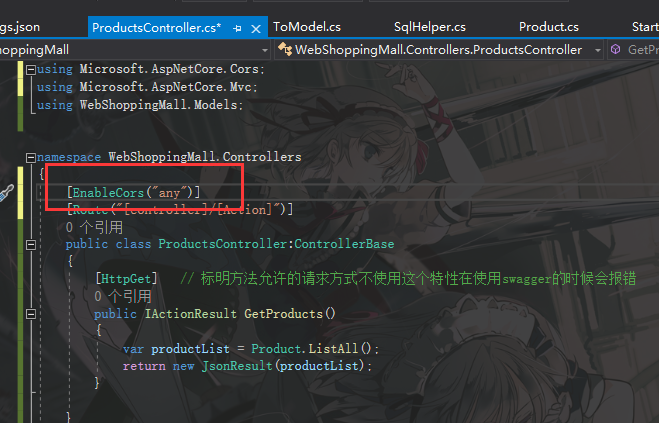 gs.json
ProductsController.cs*
ToModel.cs
SqlHelper.cs
Product.cs
Start
hoppingMall
WebShoppingMall.Controllers.ProductsController
GetPr
using Microsoft.AspNetCore.Cors;
using Microsoft.AspNetCore.Mvc;
using WebShoppingMall.Models;
namespace WebShoppingMall.Controllers
{
[EnableCors("any")]
[Route("[controller]/[Action]")]
0 个引用
public class ProductsController:ControllerBase
{
[HttpGet] // 标明方法允许的请求方式不使用这个特性在使用swagger的时候会报错
0 个引用
public IActionResult GetProducts()
{
var productList = Product.ListAll();
return new JsonResult(productList);
}
}